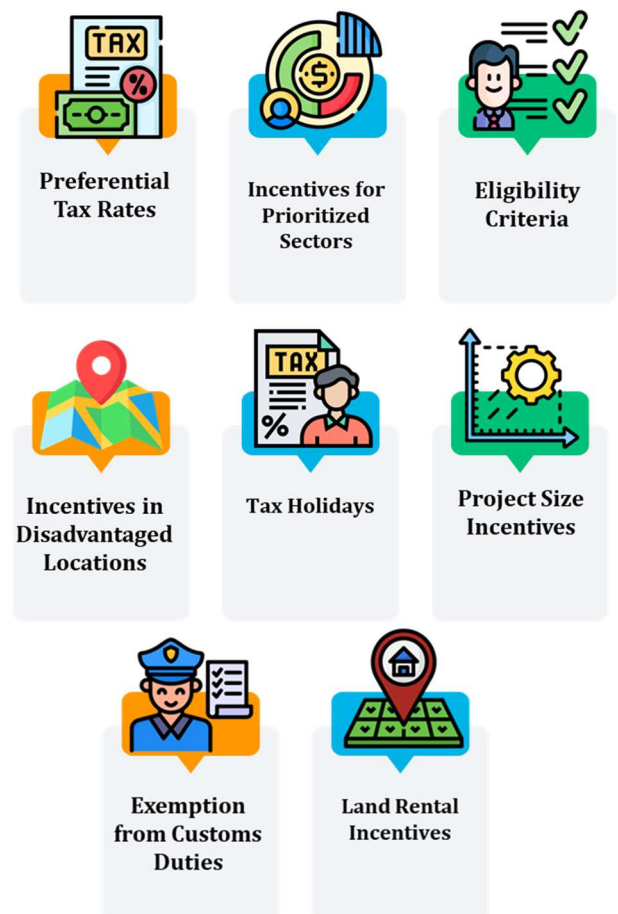 TAX
%
$
Preferential
Tax Rates
Incentives for
Prioritized
Sectors
Eligibility
Criteria
TAX
%
Incentives in
Disadvantaged
Locations
Tax Holidays
Project Size
Incentives
Exemption
from Customs
Duties
Land Rental
Incentives